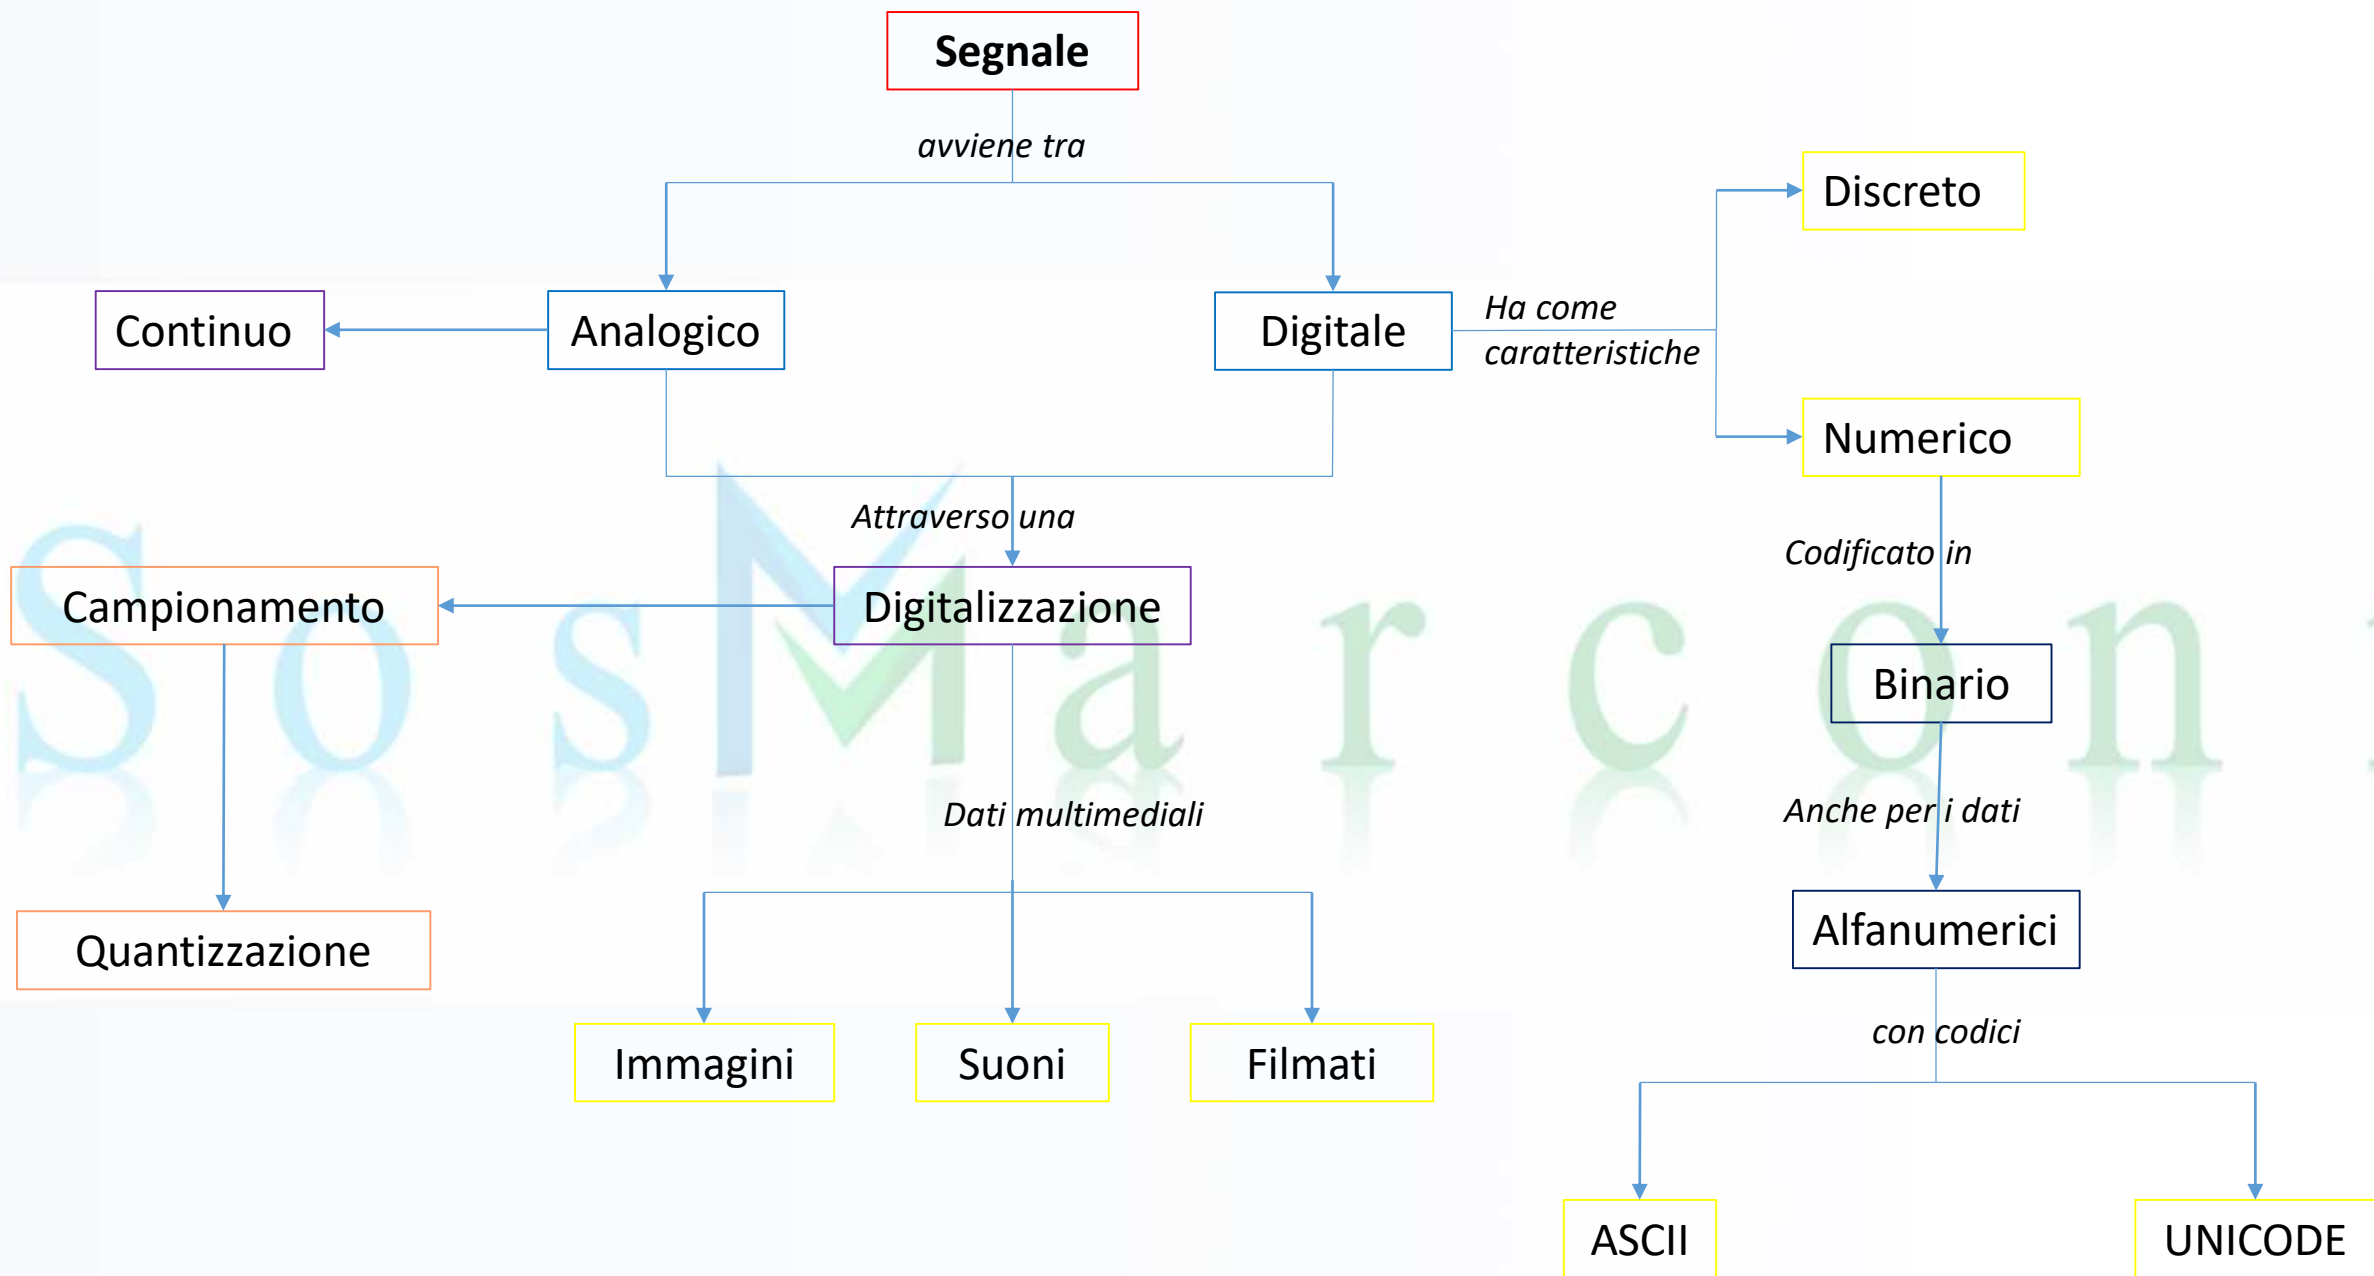 Segnale
avviene tra
Discreto
Continuo
Analogico
Digitale
Ha come
caratteristiche
Numerico
Attraverso una
Codificato in
Campionamento
Digitalizzazione
SosMarcon
Binario
Dati multimediali
Anche per i dati
Quantizzazione
Alfanumerici
Immagini
Suoni
Filmati
con codici
ASCII
UNICODE